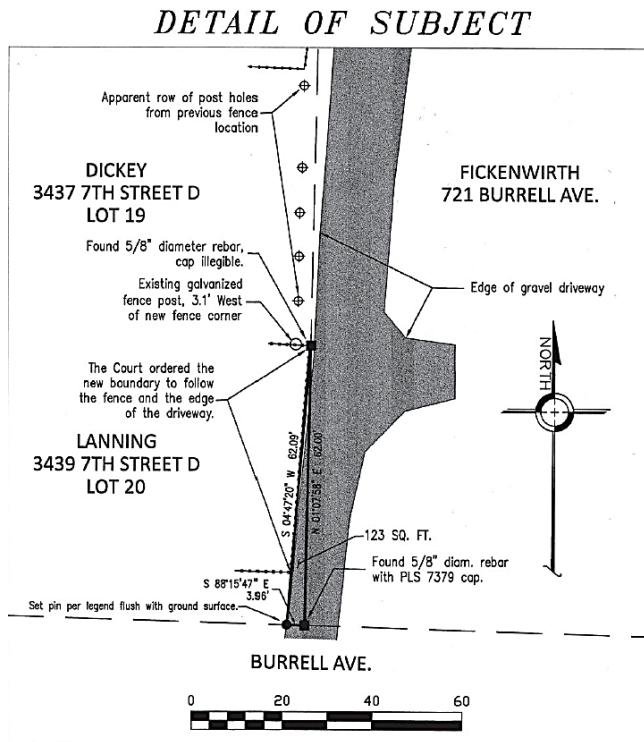 DETAIL OF SUBJECT
Apparent row of post holes
from previous fence
location
DICKEY
3437 7TH STREET D
LOT 19
FICKENWIRTH
721 BURRELL AVE.
Found 5/8" diameter rebar,
cap illegible.
Existing galvanized
fence post, 3.1' West
of new fence corner
Edge of gravel driveway
NORTH
The Court ordered the
new boundary to follow
the fence and the edge
of the driveway.
LANNING
3439 7TH STREET D
LOT 20
S 04°47'20" W 62.09'
N 01°07'58" E 62.00'
123 SQ. FT.
Found 5/8" diam. rebar
with PLS 7379 cap.
S 88°15'47" E
3.96'
Set pin per legend flush with ground surface.
BURRELL AVE.
0 20 40 60